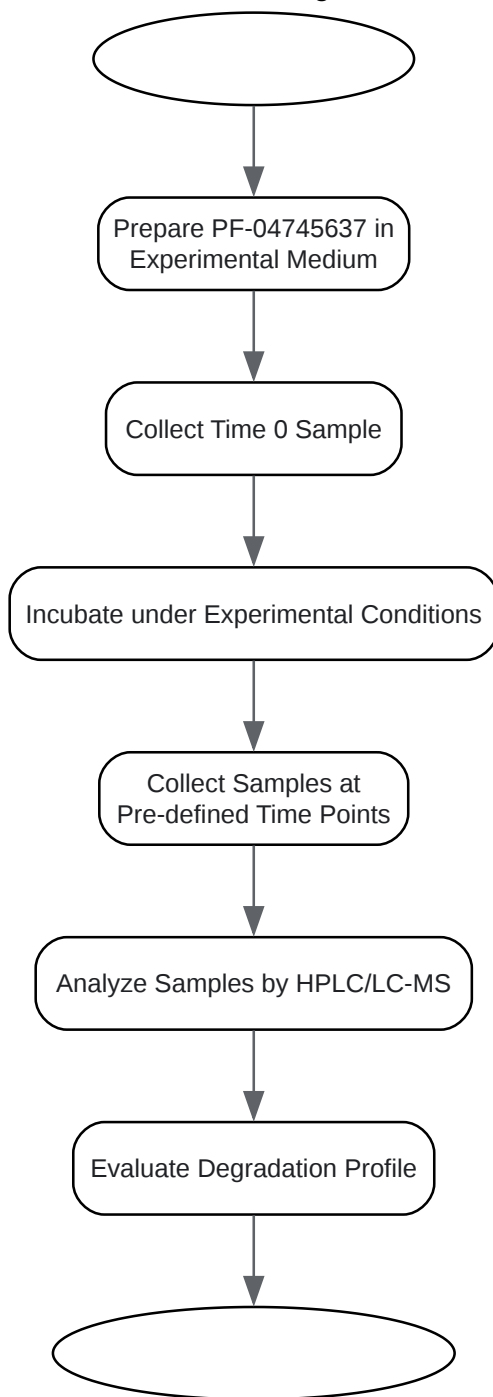 Prepare PF-04745637 in
Experimental Medium
Collect Time 0 Sample
Incubate under Experimental Conditions
Collect Samples at
Pre-defined Time Points
Analyze Samples by HPLC/LC-MS
Evaluate Degradation Profile